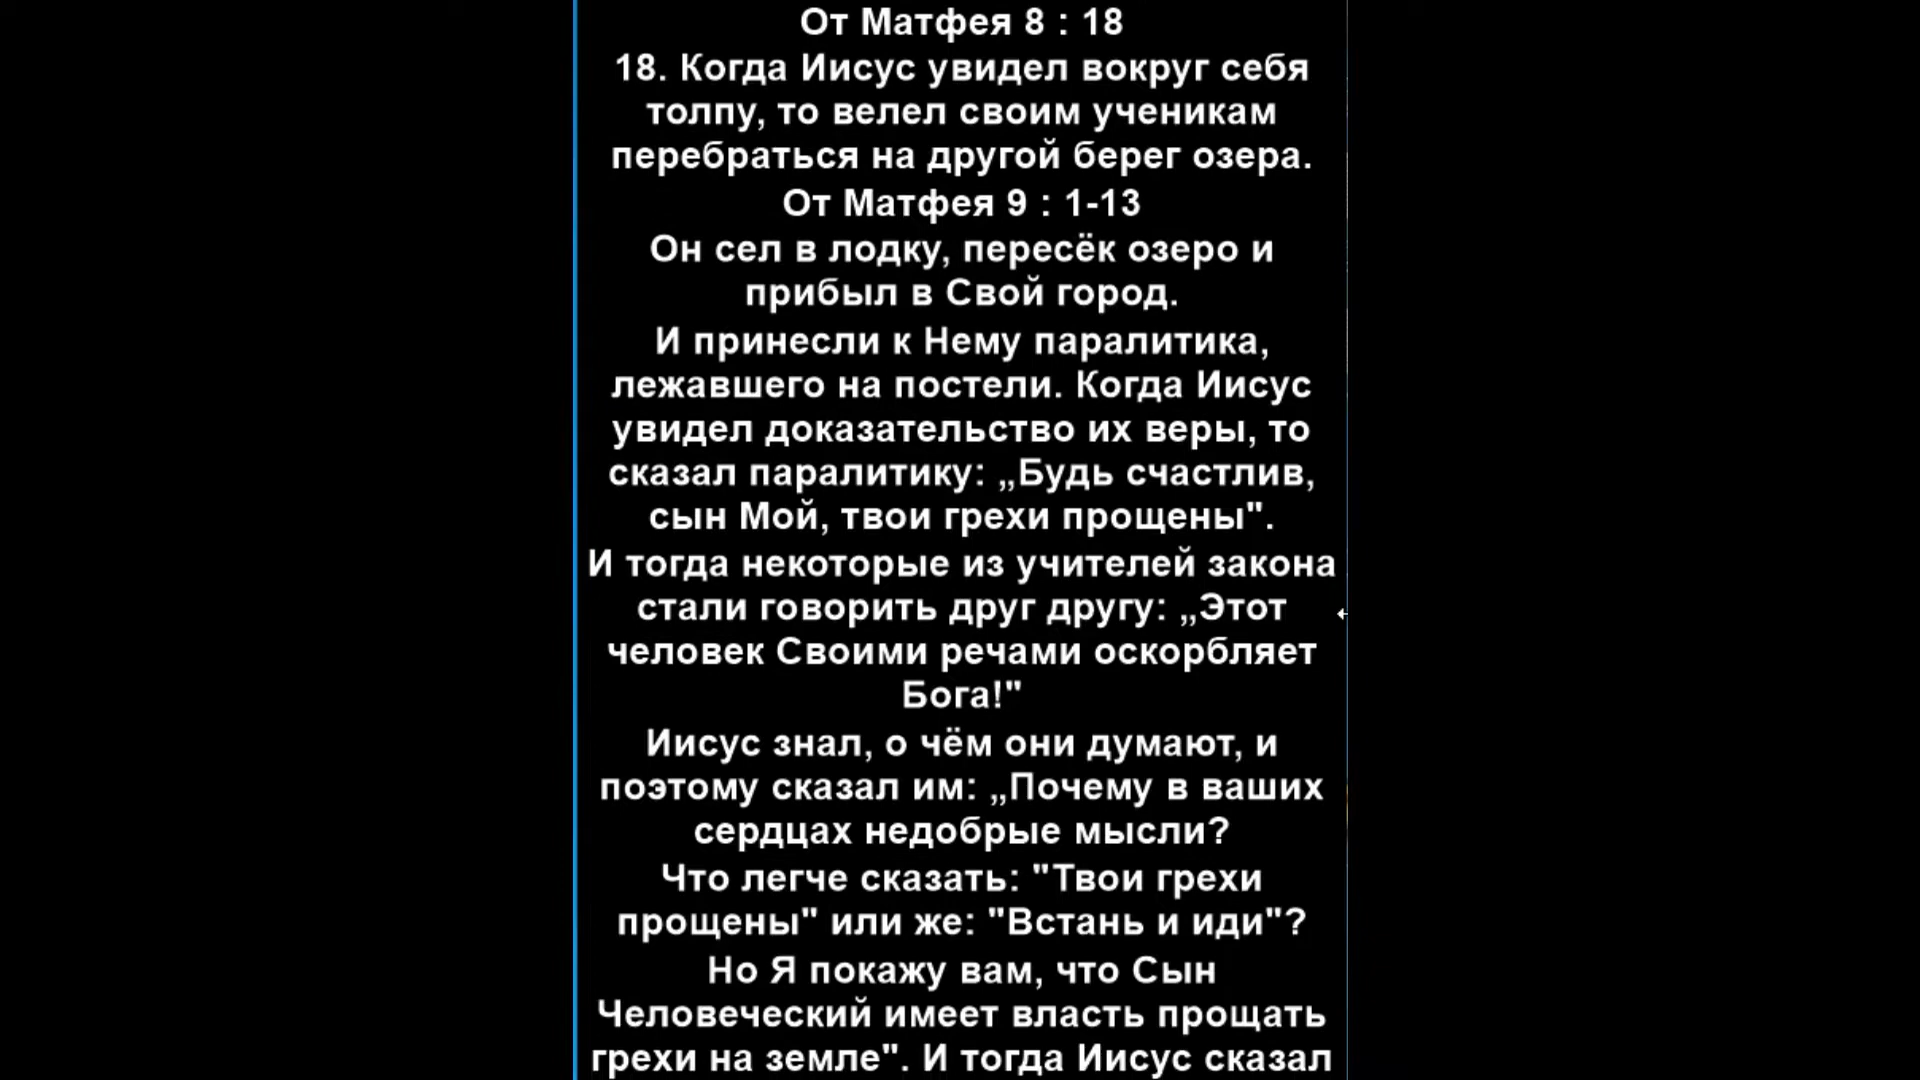 От Матфея 8 : 18
18. Когда Иисус увидел вокруг себя
толпу, то велел своим ученикам
перебраться на другой берег озера.
От Матфея 9 : 1-13
Он сел в лодку, пересёк озеро и
прибыл в Свой город.
И принесли к Нему паралитика,
лежавшего на постели. Когда Иисус
увидел доказательство их веры, то
сказал паралитику: „Будь счастлив,
сын Мой, твои грехи прощены".
И тогда некоторые из учителей закона
стали говорить друг другу: „Этот
человек Своими речами оскорбляет
Бога!"
Иисус знал, о чём они думают, и
поэтому сказал им: „Почему в ваших
сердцах недобрые мысли?
Что легче сказать: "Твои грехи
прощены" или же: "Встань и иди"?
Но Я покажу вам, что Сын
Человеческий имеет власть прощать
грехи на земле". И тогда Иисус сказал